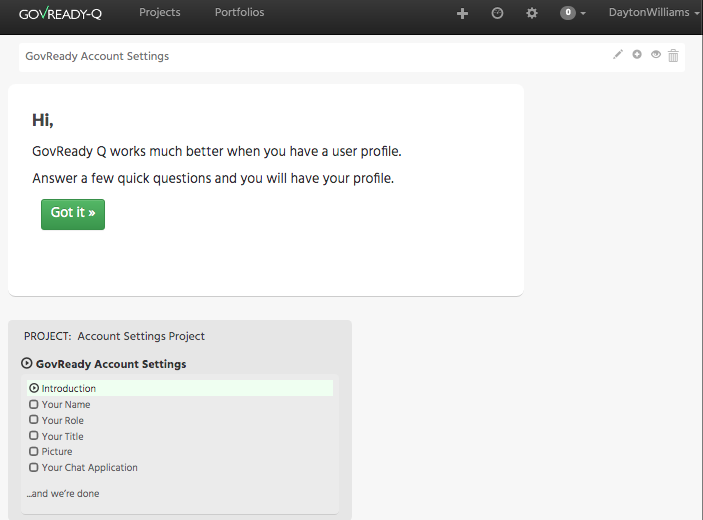 GOVREADY-Q Projects Portfolios 0 DaytonWilliams
GovReady Account Settings
Hi,
GovReady Q works much better when you have a user profile.
Answer a few quick questions and you will have your profile.
Got it »
PROJECT: Account Settings Project
GovReady Account Settings
Introduction
Your Name
Your Role
Your Title
Picture
Your Chat Application
...and we're done